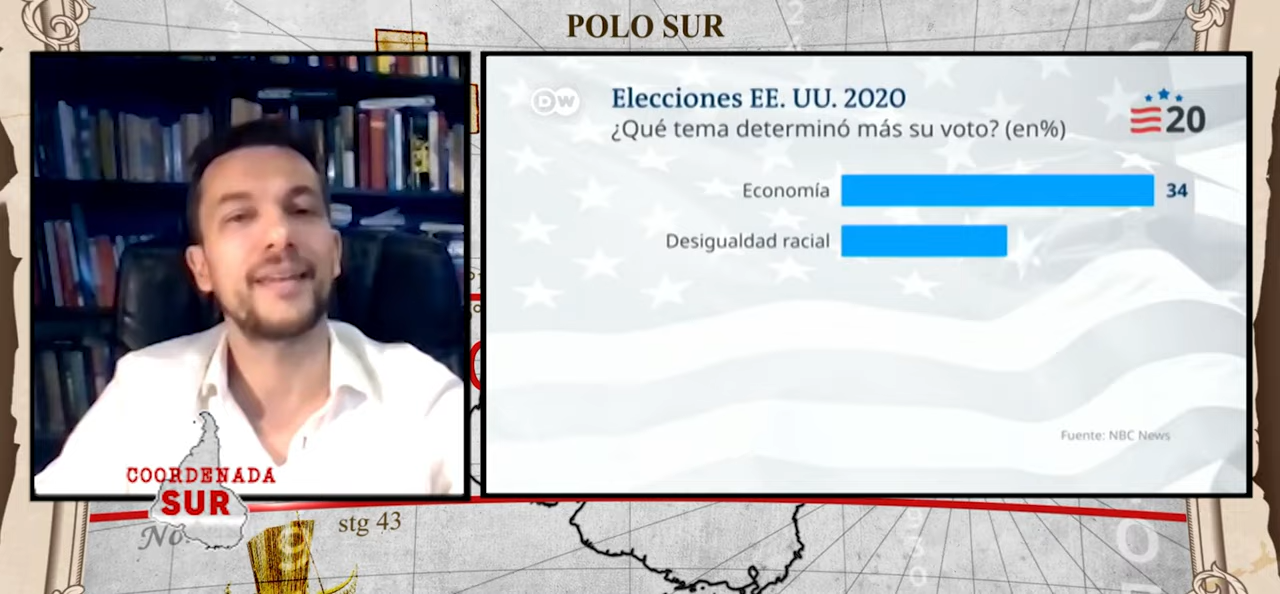 POLO SUR
DW
Elecciones EE. UU. 2020
¿Qué tema determinó más su voto? (en%)
20
Economía
34
Desigualdad racial
Fuente: NBC News
COORDENADA
SUR
No
stg 43